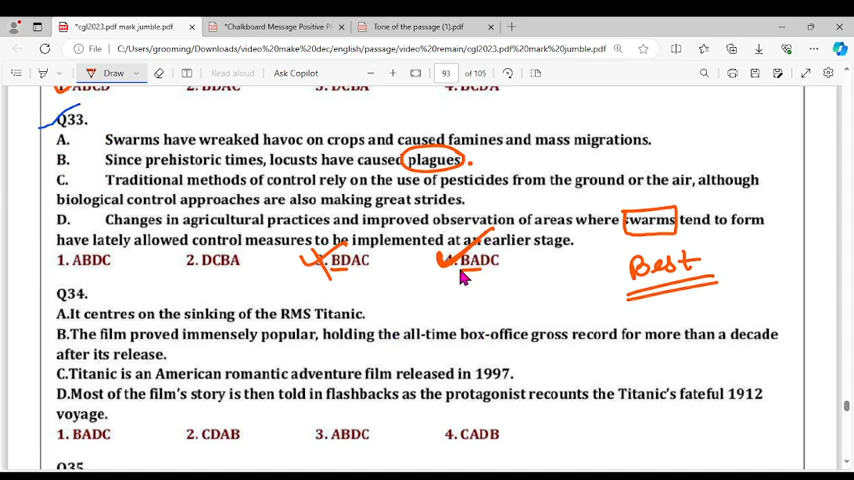 *cgl2023.pdf mark jumble.pdf
*Chalkboard Message Positive P
Tone of the passage (1).pdf
File
C:/Users/grooming/Downloads/video%20make%20dec/english/passage/video%20remain/cgl2023.pdf%20mark%20jumble.pdf
Draw
Read aloud
Ask Copilot
93 of 105
1. ABCD 2. BDAC 3. DCBA 4. BCDA
Q33.
A. Swarms have wreaked havoc on crops and caused famines and mass migrations.
B. Since prehistoric times, locusts have caused plagues.
C. Traditional methods of control rely on the use of pesticides from the ground or the air, although
biological control approaches are also making great strides.
D. Changes in agricultural practices and improved observation of areas where swarms tend to form
have lately allowed control measures to be implemented at an earlier stage.
1. ABDC 2. DCBA 3. BDAC 4. BADC
Best
Q34.
A.It centres on the sinking of the RMS Titanic.
B.The film proved immensely popular, holding the all-time box-office gross record for more than a decade
after its release.
C.Titanic is an American romantic adventure film released in 1997.
D.Most of the film's story is then told in flashbacks as the protagonist recounts the Titanic's fateful 1912
voyage.
1. BADC 2. CDAB 3. ABDC 4. CADB
Q35